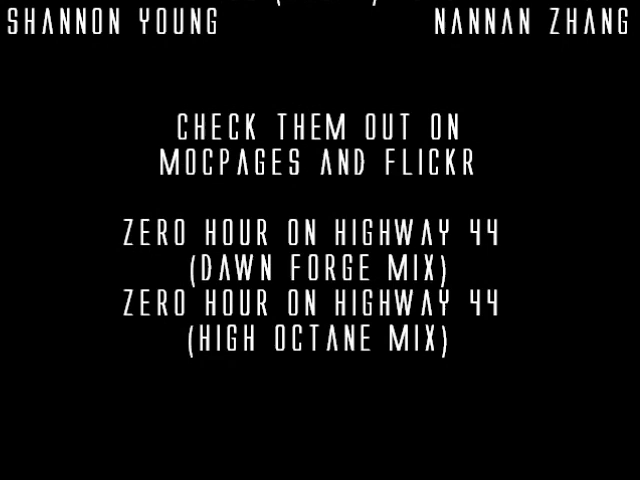 SHANNON YOUNG NANNAN ZHANG
CHECK THEM OUT ON
MOCPAGES AND FLICKR
ZERO HOUR ON HIGHWAY 44
(DAWN FORGE MIX)
ZERO HOUR ON HIGHWAY 44
(HIGH OCTANE MIX)